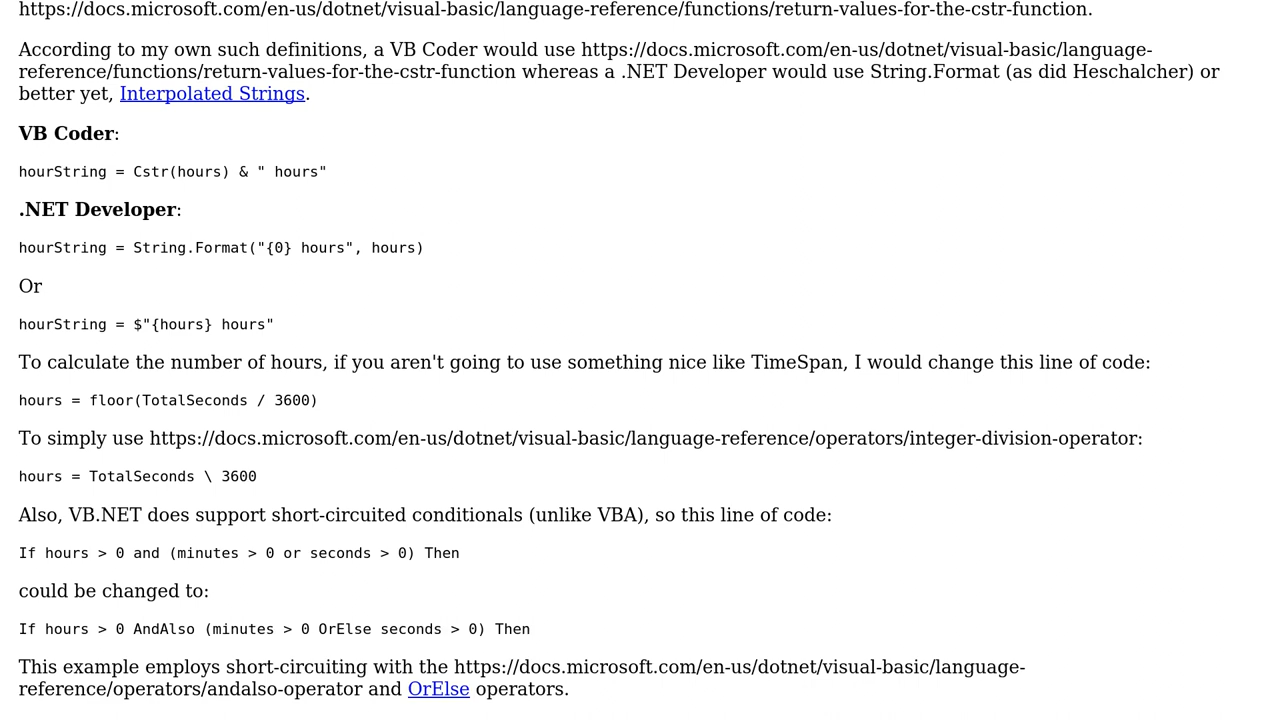 https://docs.microsoft.com/en-us/dotnet/visual-basic/language-reference/functions/return-values-for-the-cstr-function.
According to my own such definitions, a VB Coder would use https://docs.microsoft.com/en-us/dotnet/visual-basic/language-
reference/functions/return-values-for-the-cstr-function whereas a .NET Developer would use String.Format (as did Heschalcher) or
better yet, Interpolated Strings.
VB Coder:
hourString = Cstr(hours) & " hours"
.NET Developer:
hourString = String.Format("{0} hours", hours)
Or
hourString = $"{hours} hours"
To calculate the number of hours, if you aren't going to use something nice like TimeSpan, I would change this line of code:
hours = floor(TotalSeconds / 3600)
To simply use https://docs.microsoft.com/en-us/dotnet/visual-basic/language-reference/operators/integer-division-operator:
hours = TotalSeconds \ 3600
Also, VB.NET does support short-circuited conditionals (unlike VBA), so this line of code:
If hours > 0 and (minutes > 0 or seconds > 0) Then
could be changed to:
If hours > 0 AndAlso (minutes > 0 OrElse seconds > 0) Then
This example employs short-circuiting with the https://docs.microsoft.com/en-us/dotnet/visual-basic/language-
reference/operators/andalso-operator and OrElse operators.